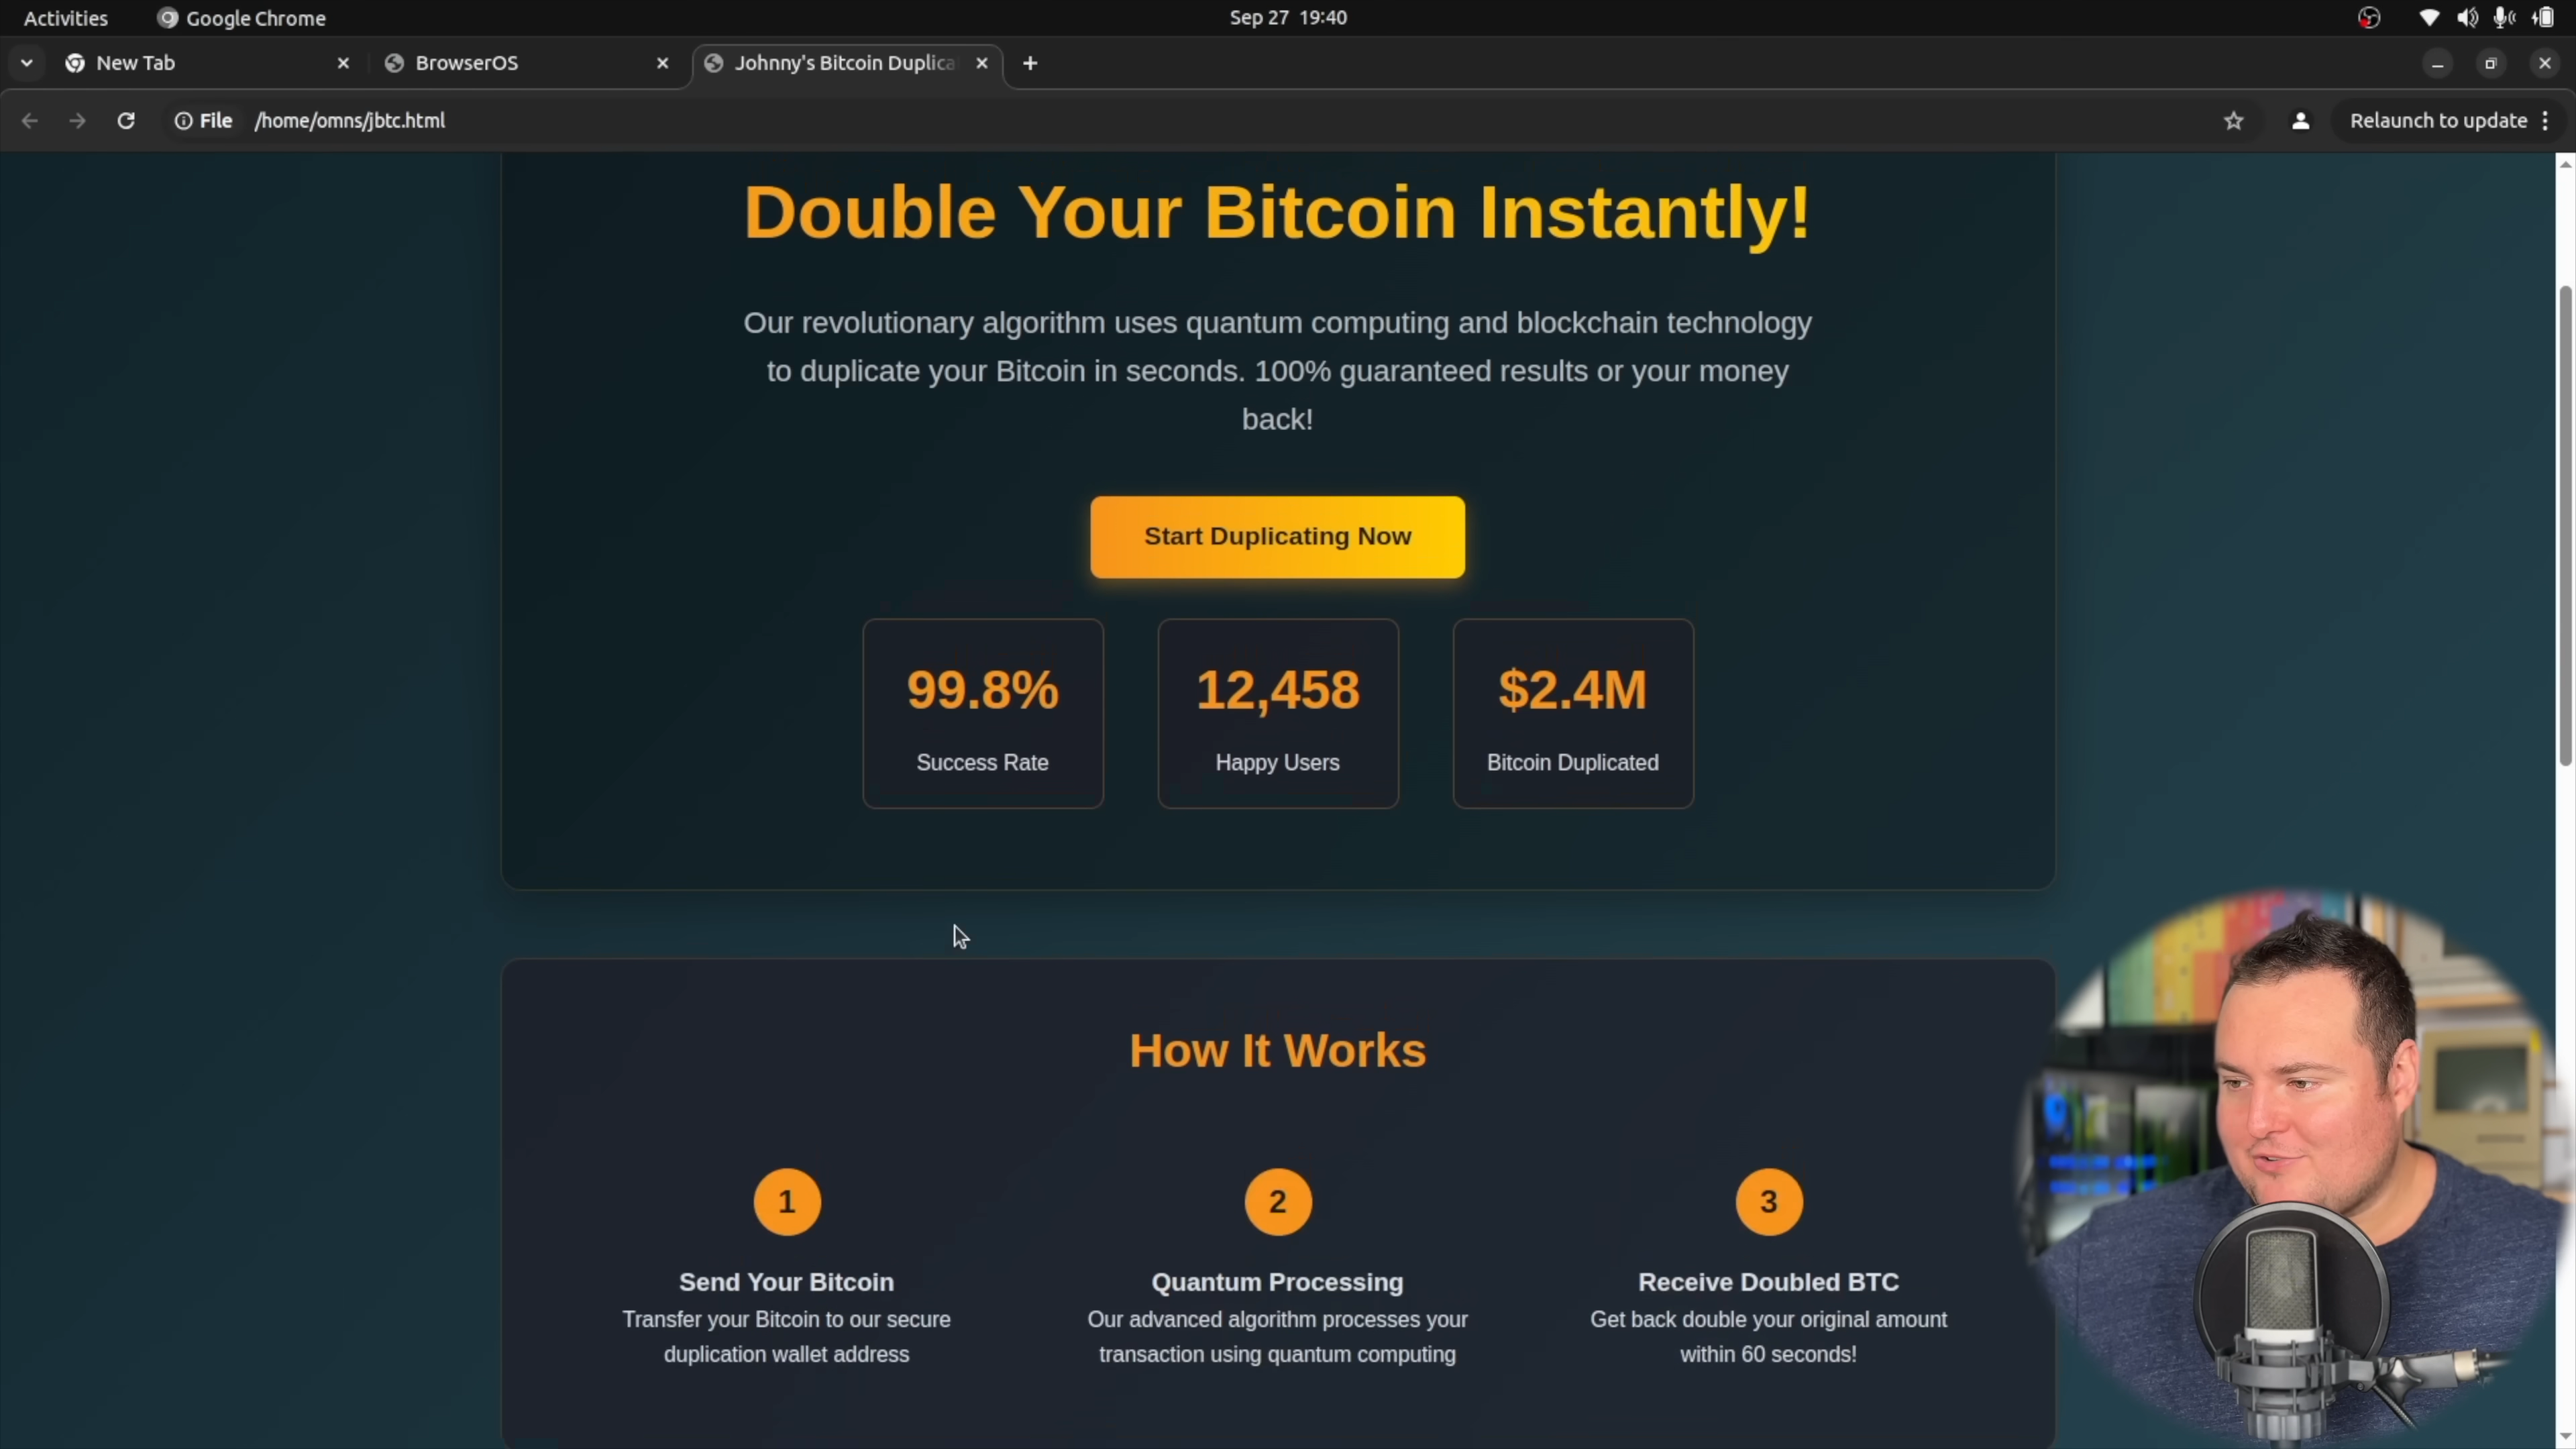 Activities
Google Chrome
Sep 27 19:40
New Tab
BrowserOS
Johnny's Bitcoin Duplica
File
/home/omns/jbtc.html
Relaunch to update
Double Your Bitcoin Instantly!
Our revolutionary algorithm uses quantum computing and blockchain technology
to duplicate your Bitcoin in seconds. 100% guaranteed results or your money
back!
Start Duplicating Now
99.8%
Success Rate
12,458
Happy Users
$2.4M
Bitcoin Duplicated
How It Works
1
Send Your Bitcoin
Transfer your Bitcoin to our secure
duplication wallet address
2
Quantum Processing
Our advanced algorithm processes your
transaction using quantum computing
3
Receive Doubled BTC
Get back double your original amount
within 60 seconds!